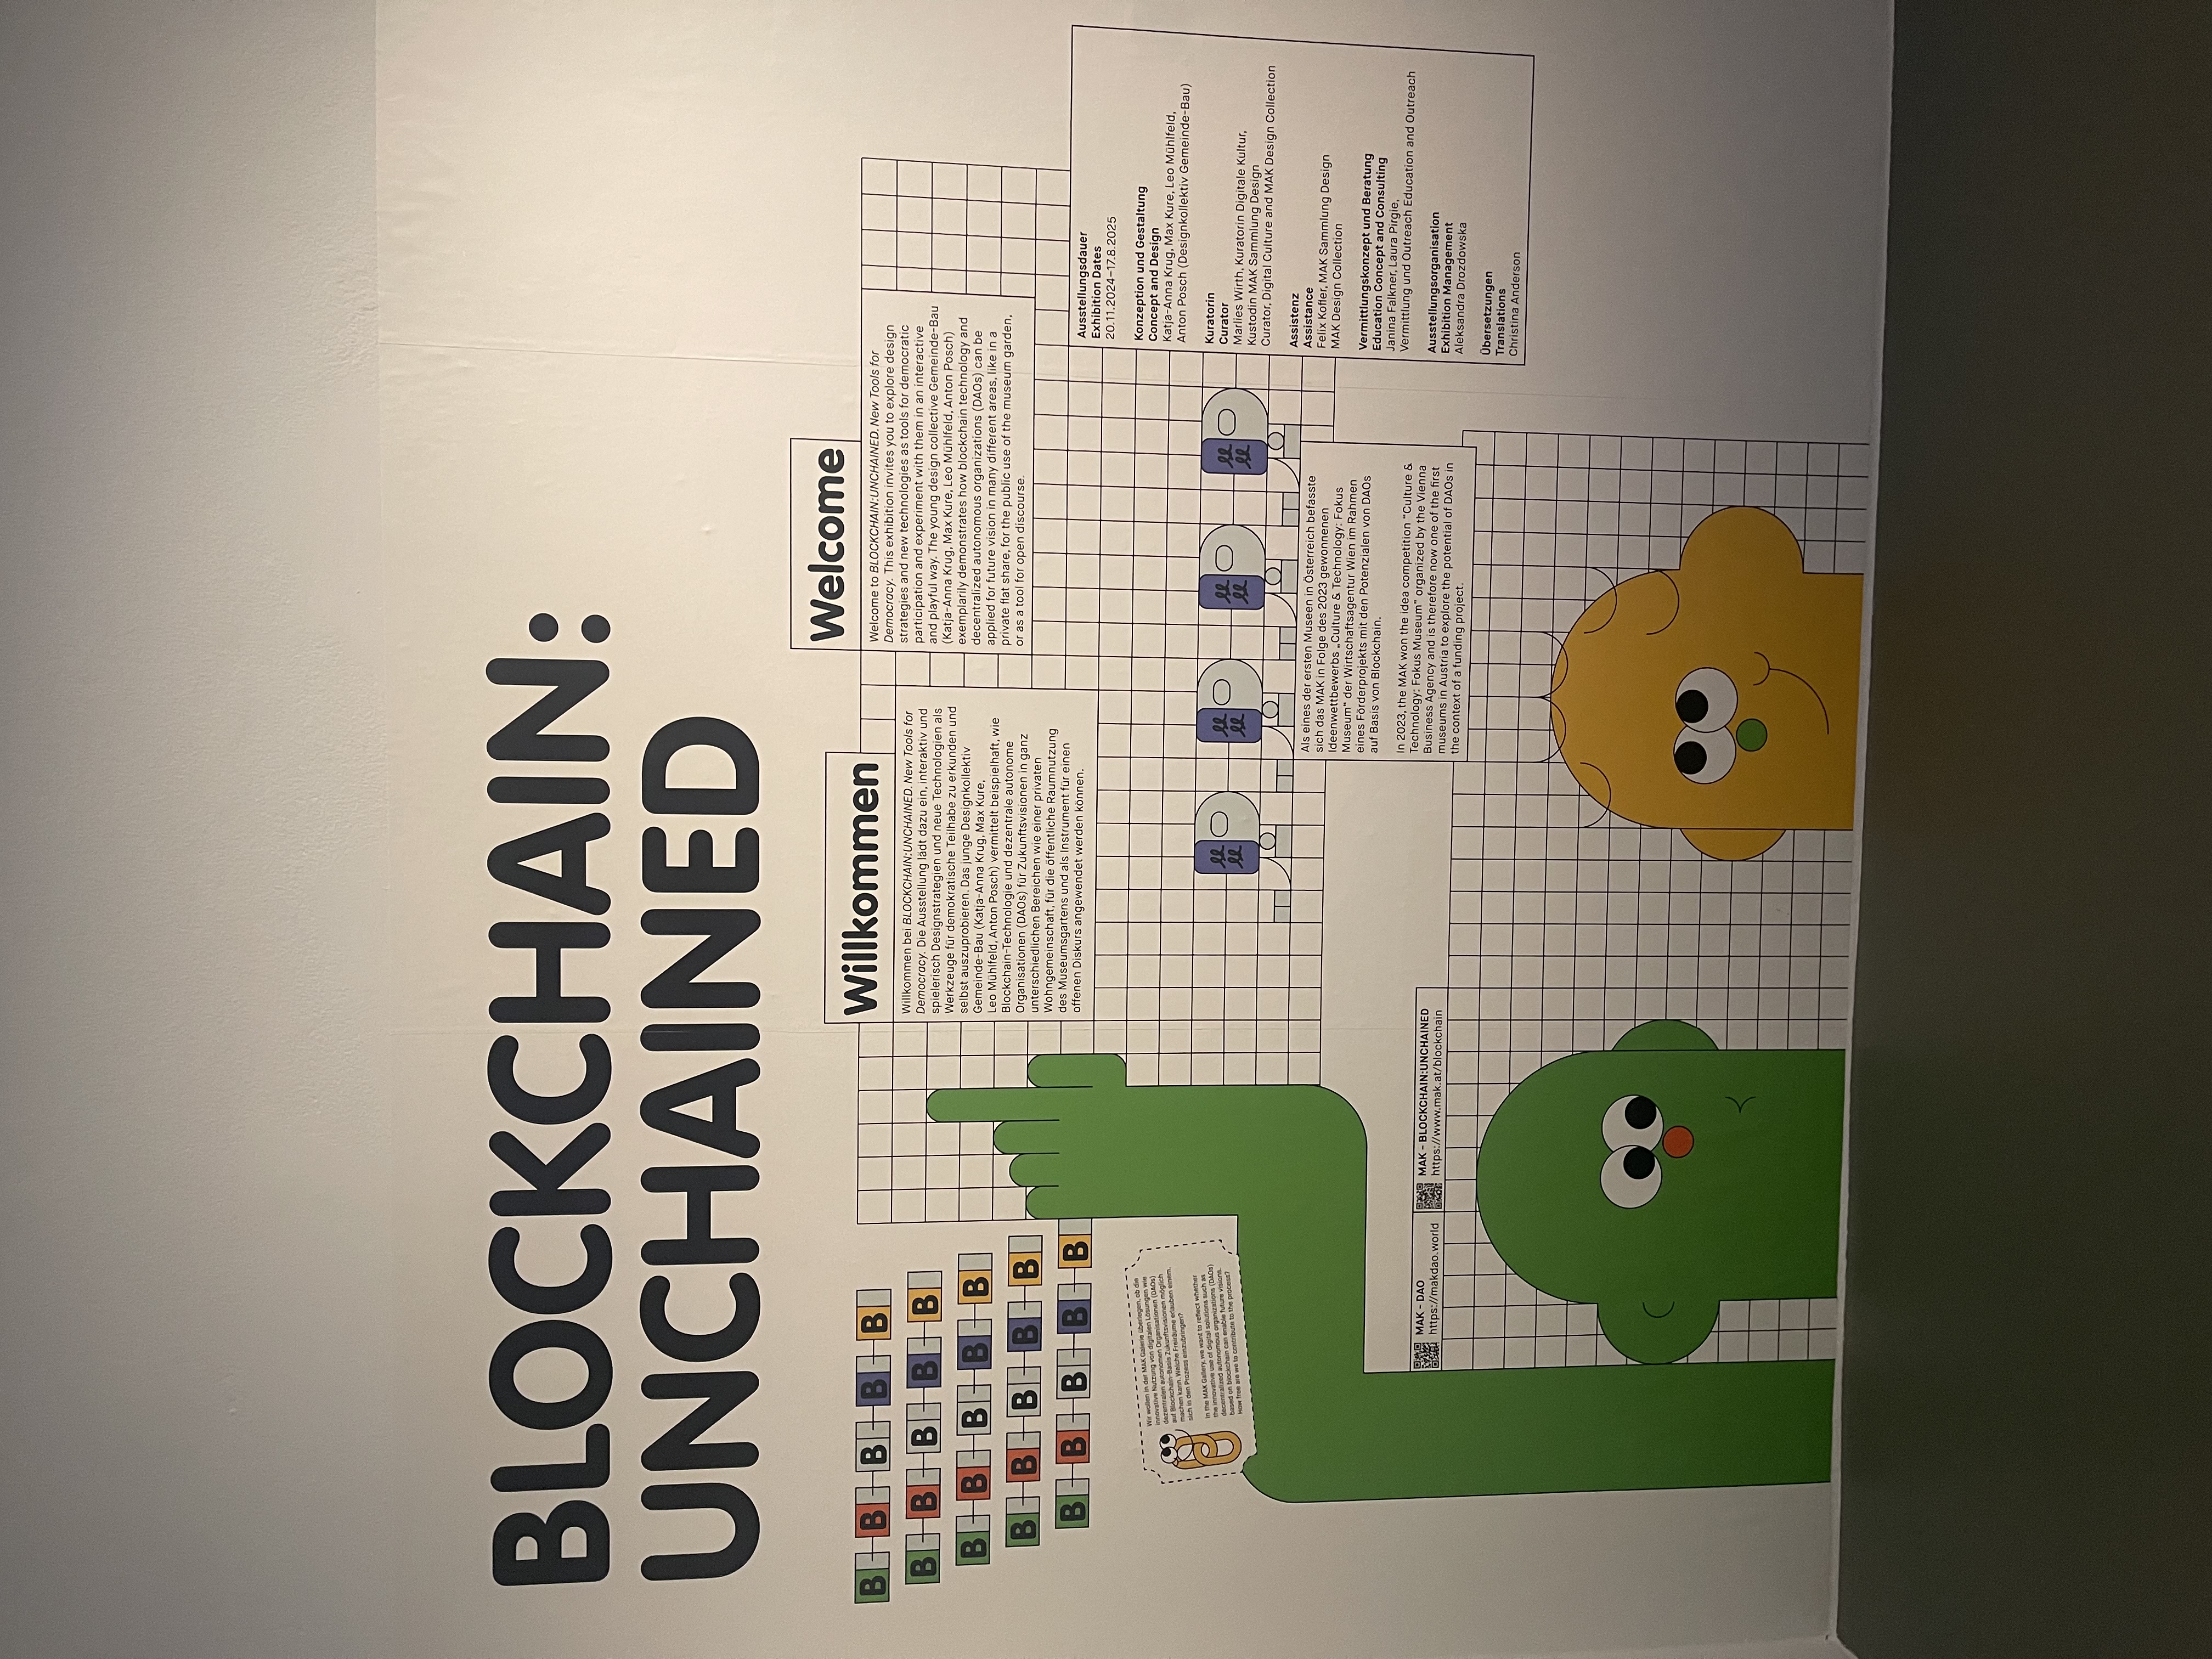 BLOCKCHAIN:
UNCHAINED
B B B B B
B B B B B
B B B B B
B B B B B
B B B B B
Willkommen
Willkommen bei BLOCKCHAIN:UNCHAINED. New Tools for
Democracy. Die Ausstellung lädt dazu ein, interaktiv und
spielerisch Designstrategien und neue Technologien als
Werkzeuge für demokratische Teilhabe zu erkunden und
selbst auszuprobieren. Das junge Designkollektiv
Gemeinde-Bau (Katja-Anna Krug, Max Kure,
Leo Mühlfeld, Anton Posch) vermittelt beispielhaft, wie
Blockchain-Technologie und dezentrale autonome
Organisationen (DAOs) für Zukunftsvisionen in ganz
unterschiedlichen Bereichen wie einer privaten
Wohngemeinschaft, für die öffentliche Raumnutzung
des Museumsgartens und als Instrument für einen
offenen Diskurs angewendet werden können.
Welcome
Welcome to BLOCKCHAIN:UNCHAINED. New Tools for
Democracy. This exhibition invites you to explore design
strategies and new technologies as tools for democratic
participation and experiment with them in an interactive
and playful way. The young design collective Gemeinde-Bau
(Katja-Anna Krug, Max Kure, Leo Mühlfeld, Anton Posch)
exemplarily demonstrates how blockchain technology and
decentralized autonomous organizations (DAOs) can be
applied for future vision in many different areas, like in a
private flat share, for the public use of the museum garden,
or as a tool for open discourse.
Wir wollen in der MAK Galerie überlegen, ob die
innovative Nutzung von digitalen Lösungen wie
dezentralen autonomen Organisationen (DAOs)
auf Blockchain-Basis Zukunftsvisionen möglich
machen kann. Welche Freiräume erlauben einem,
sich in den Prozess einzubringen?
In the MAK Gallery, we want to reflect whether
the innovative use of digital solutions such as
decentralized autonomous organizations (DAOs)
based on blockchain can enable future visions.
How free are we to contribute to the process?
Als eines der ersten Museen in Österreich befasste
sich das MAK in Folge des 2023 gewonnenen
Ideenwettbewerbs „Culture & Technology: Fokus
Museum“ der Wirtschaftsagentur Wien im Rahmen
eines Förderprojekts mit den Potenzialen von DAOs
auf Basis von Blockchain.
In 2023, the MAK won the idea competition “Culture &
Technology: Fokus Museum” organized by the Vienna
Business Agency and is therefore now one of the first
museums in Austria to explore the potential of DAOs in
the context of a funding project.
MAK - DAO
https://makdao.world
MAK - BLOCKCHAIN:UNCHAINED
https://www.mak.at/blockchain
Ausstellungsdauer
Exhibition Dates
20.11.2024–17.8.2025
Konzeption und Gestaltung
Concept and Design
Katja-Anna Krug, Max Kure, Leo Mühlfeld,
Anton Posch (Designkollektiv Gemeinde-Bau)
Kuratorin
Curator
Marlies Wirth, Kuratorin Digitale Kultur,
Kustodin MAK Sammlung Design
Curator, Digital Culture and MAK Design Collection
Assistenz
Assistance
Felix Kofler, MAK Sammlung Design
MAK Design Collection
Vermittlungskonzept und Beratung
Education Concept and Consulting
Janina Falkner, Laura Pirgie,
Vermittlung und Outreach Education and Outreach
Ausstellungsorganisation
Exhibition Management
Aleksandra Drozdowska
Übersetzungen
Translations
Christina Anderson